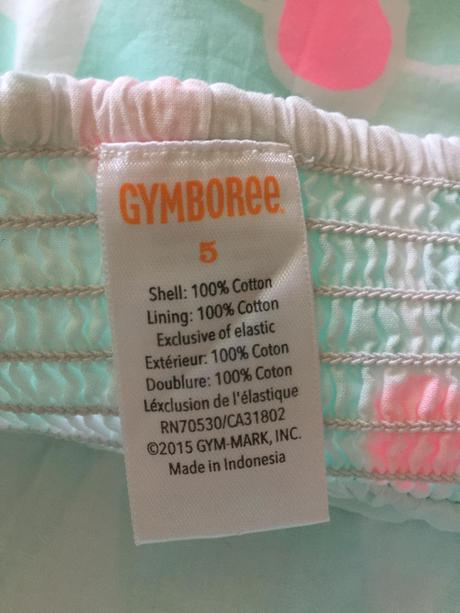 GYMBOREE
5
Shell: 100% Cotton
Lining: 100% Cotton
Exclusive of elastic
Extérieur: 100% Coton
Doublure: 100% Coton
Léxclusion de l'élastique
RN70530/CA31802
©2015 GYM-MARK, INC.
Made in Indonesia